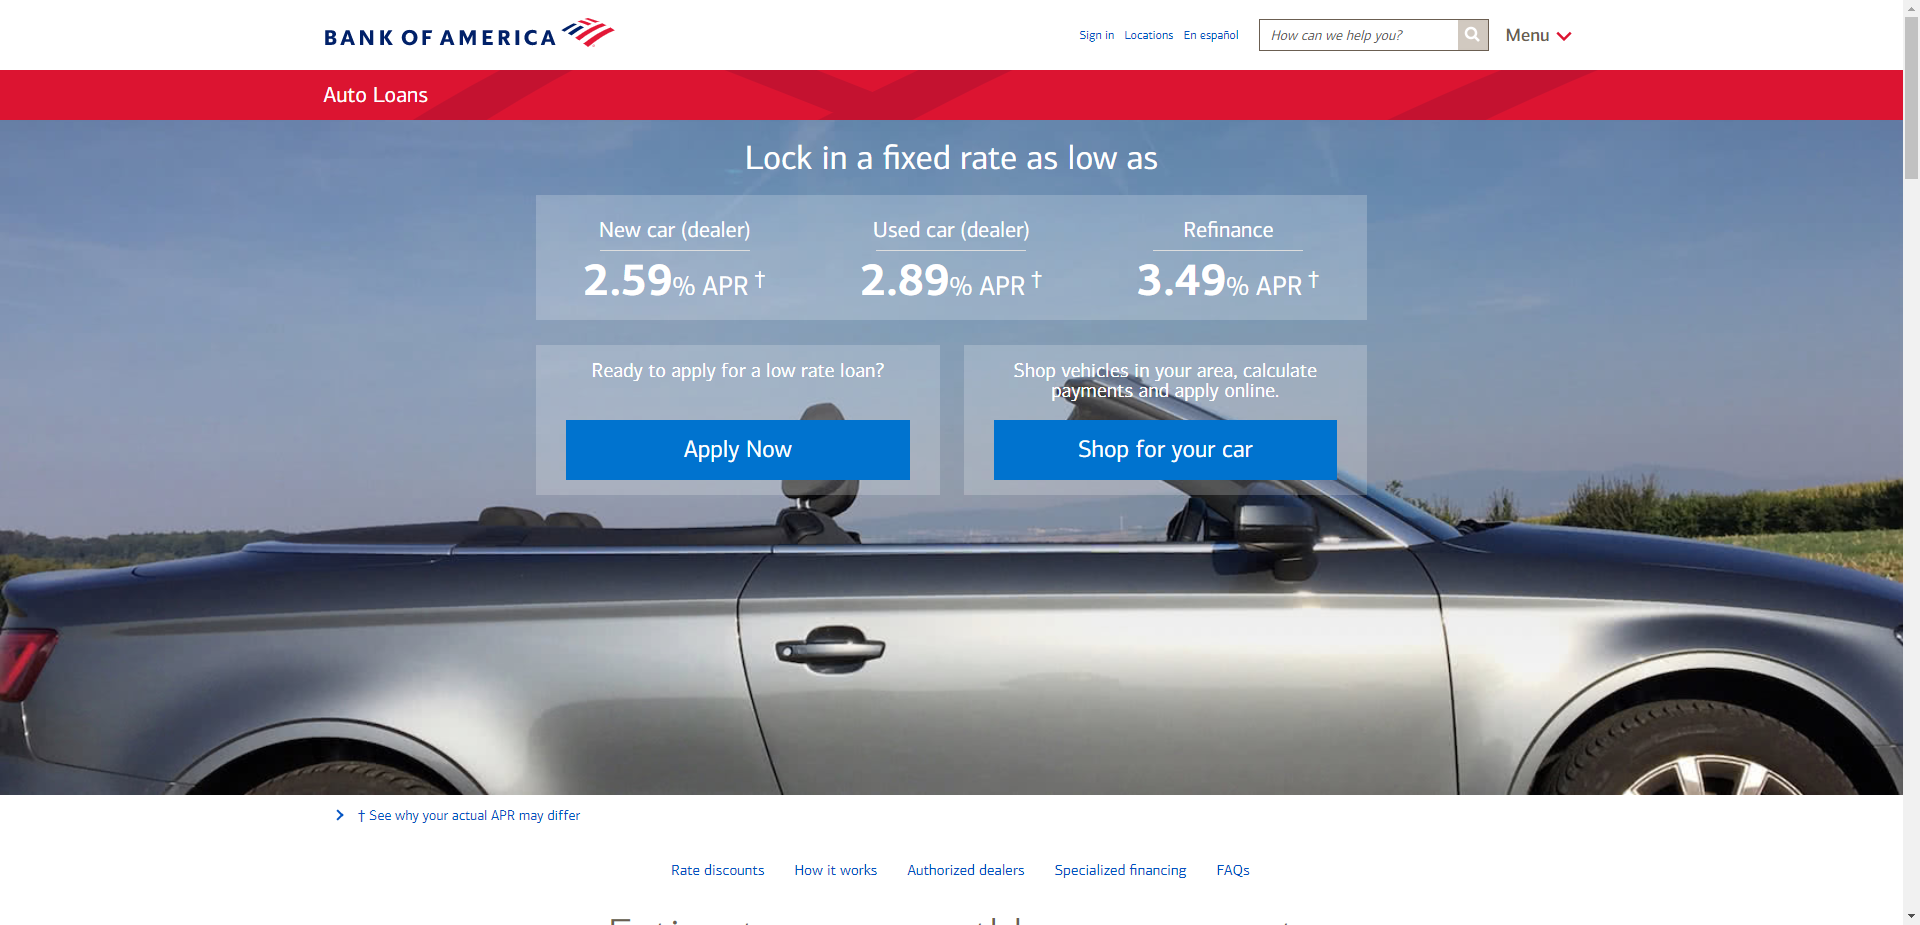 BANK OF AMERICA
Sign in Locations En español How can we help you? Menu
Auto Loans
Lock in a fixed rate as low as
New car (dealer) Used car (dealer) Refinance
2.59% APR † 2.89% APR † 3.49% APR †
Ready to apply for a low rate loan?
Apply Now
Shop vehicles in your area, calculate
payments and apply online.
Shop for your car
† See why your actual APR may differ
Rate discounts How it works Authorized dealers Specialized financing FAQs